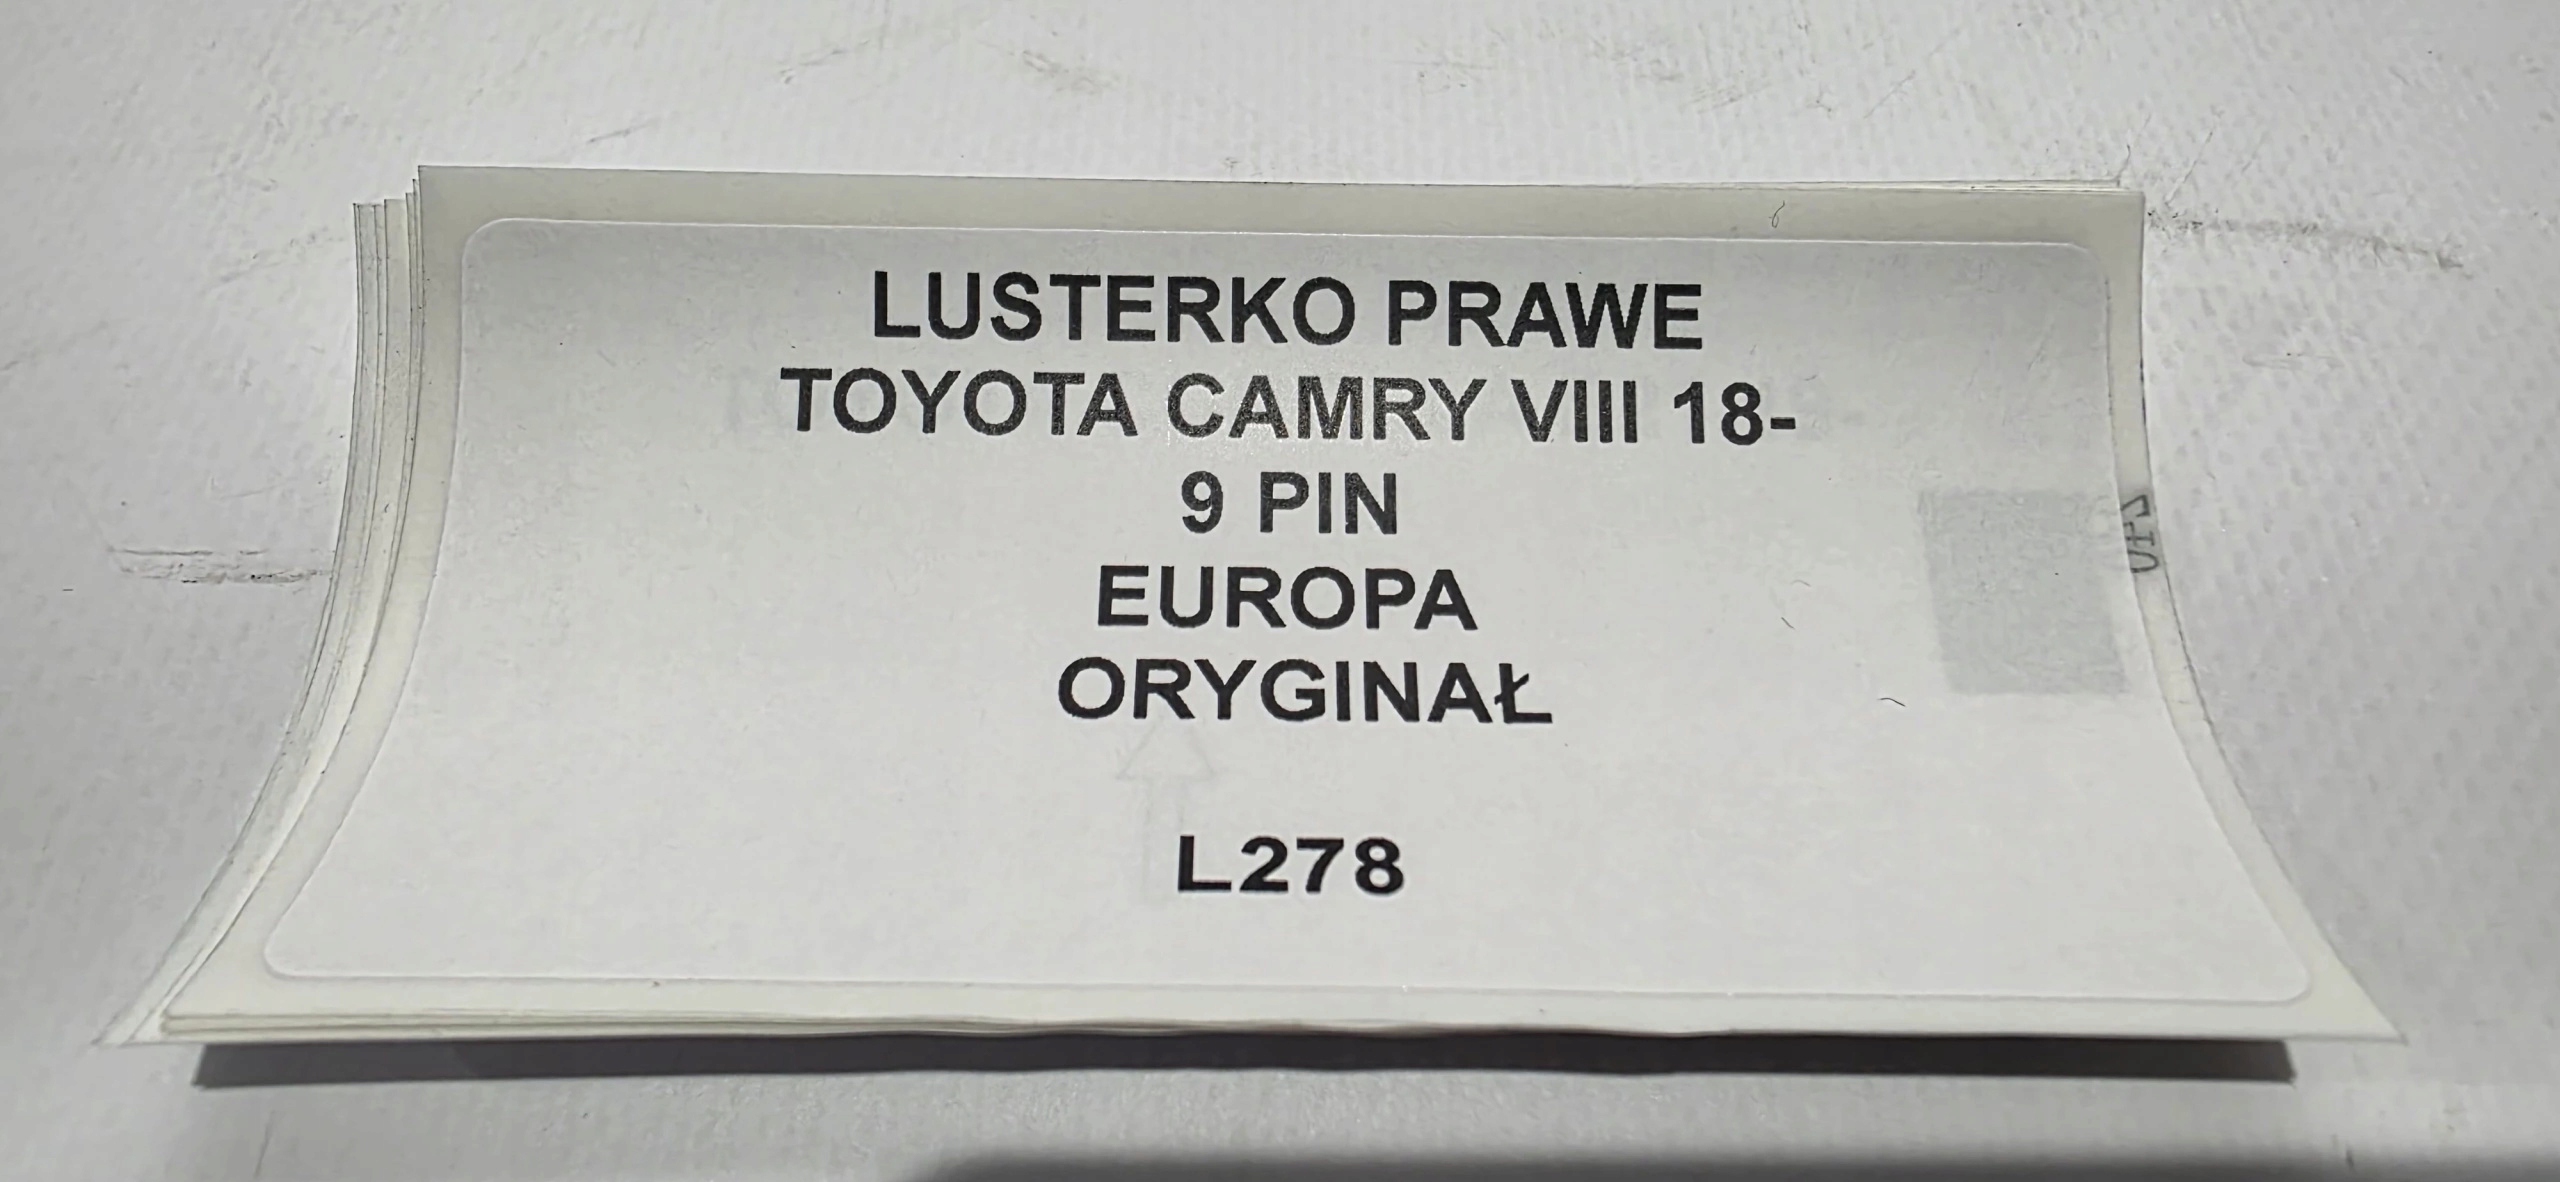 LUSTERKO PRAWE
TOYOTA CAMRY VIII 18-
9 PIN
EUROPA
ORYGINAŁ
L278